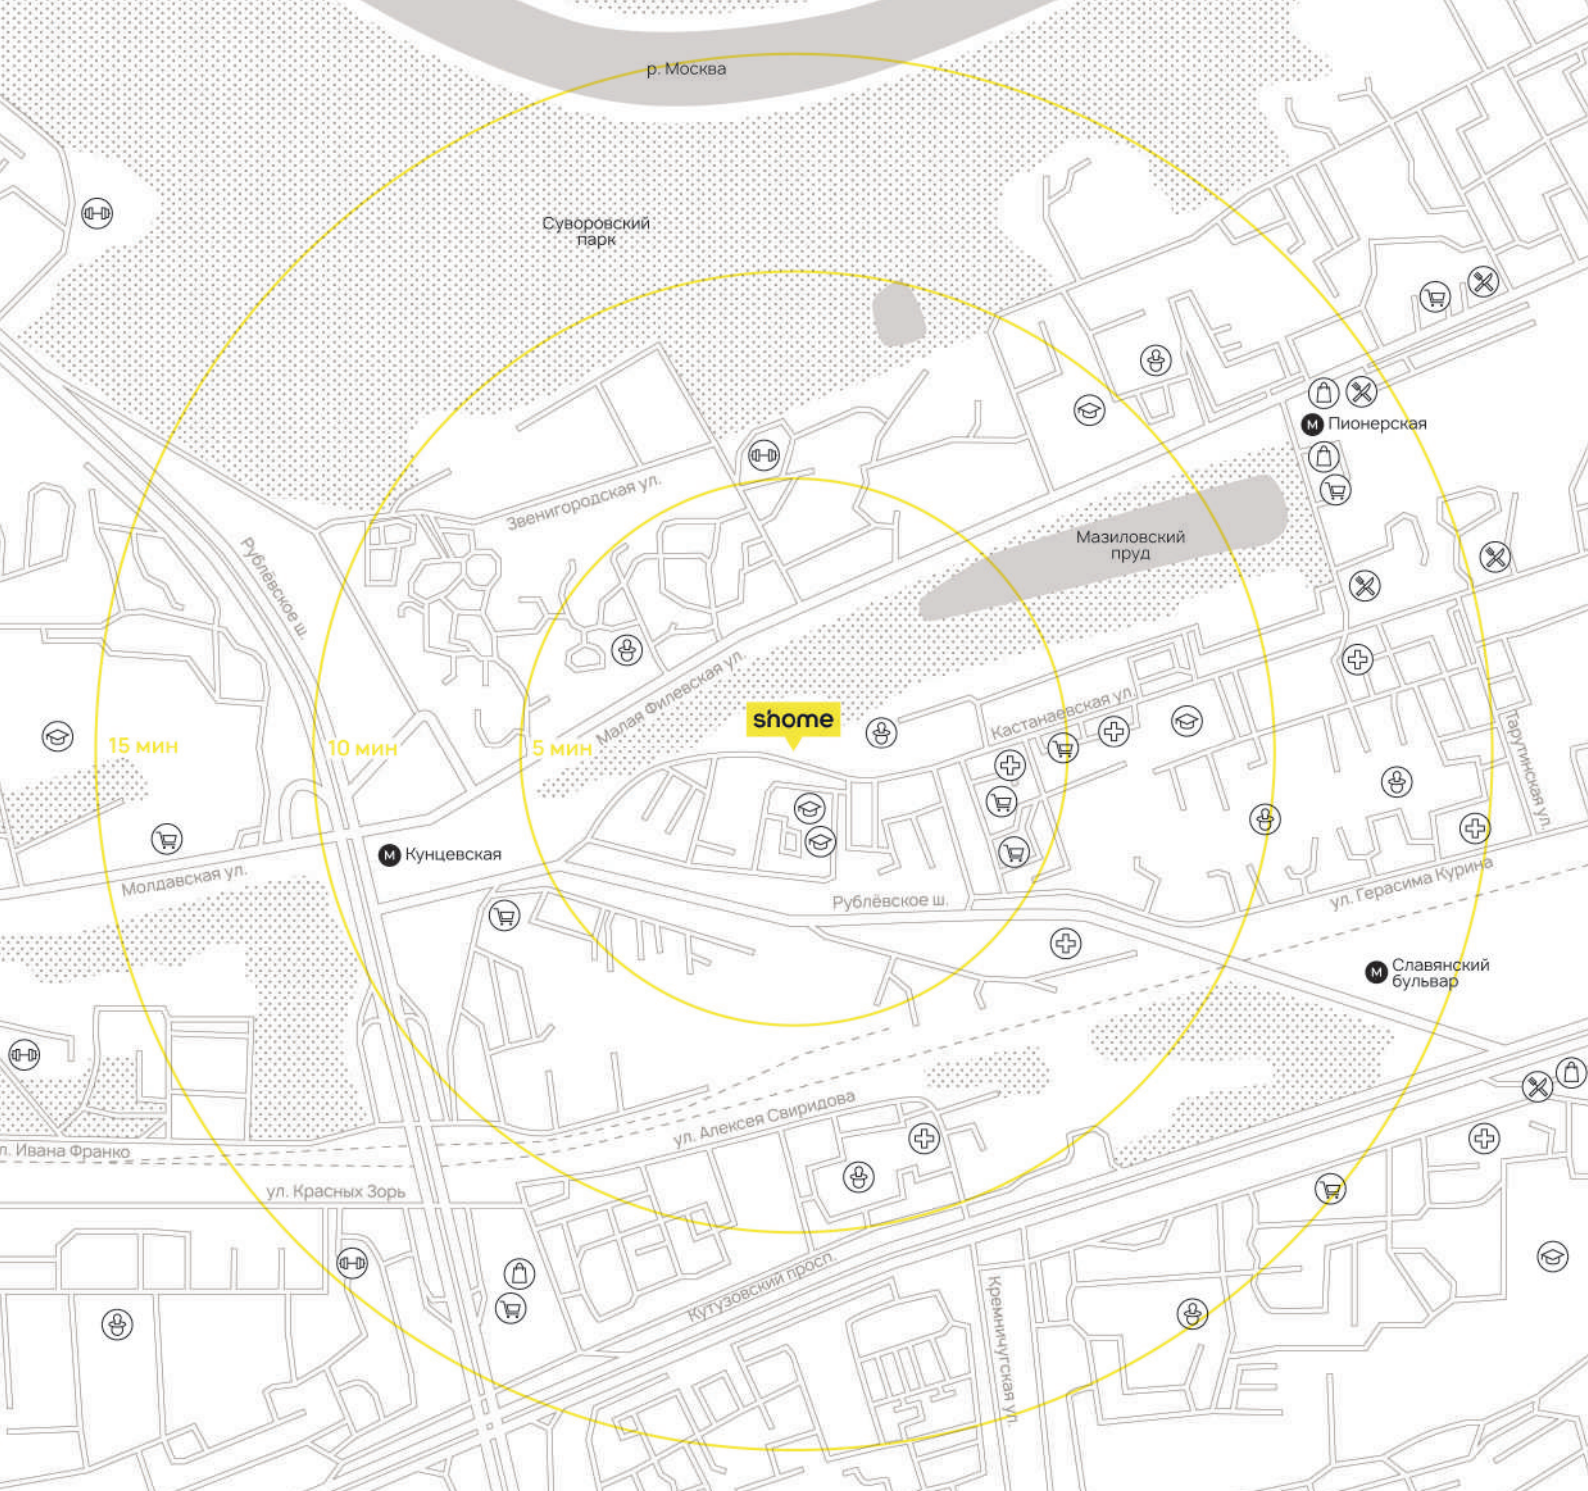 р. Москва
Суворовский
парк
М Пионерская
Звенигородская ул.
Мазиловский
пруд
Рублёвское ш.
Малая Филевская ул.
shome
Кастанаевская ул.
Тарутинская ул.
15 мин
10 мин
5 мин
М Кунцевская
Молдавская ул.
Рублёвское ш.
ул. Герасима Курина
М Славянский
бульвар
ул. Алексея Свиридова
л. Ивана Франко
ул. Красных Зорь
Кутузовский просп.
Кременчугская ул.